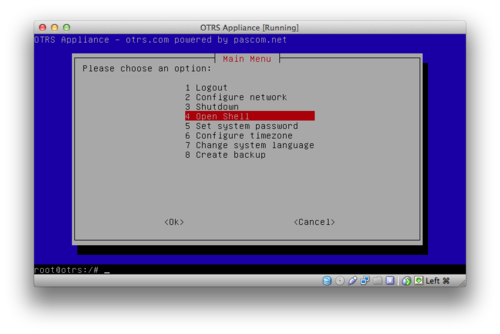 OTRS Appliance [Running]
OTRS Appliance - otrs.com powered by pascom.net
Main Menu
Please choose an option:
1 Logout
2 Configure network
3 Shutdown
4 Open Shell
5 Set system password
6 Configure timezone
7 Change system language
8 Create backup
<Ok> <Cancel>
root@otrs:/# _
Left ⌘